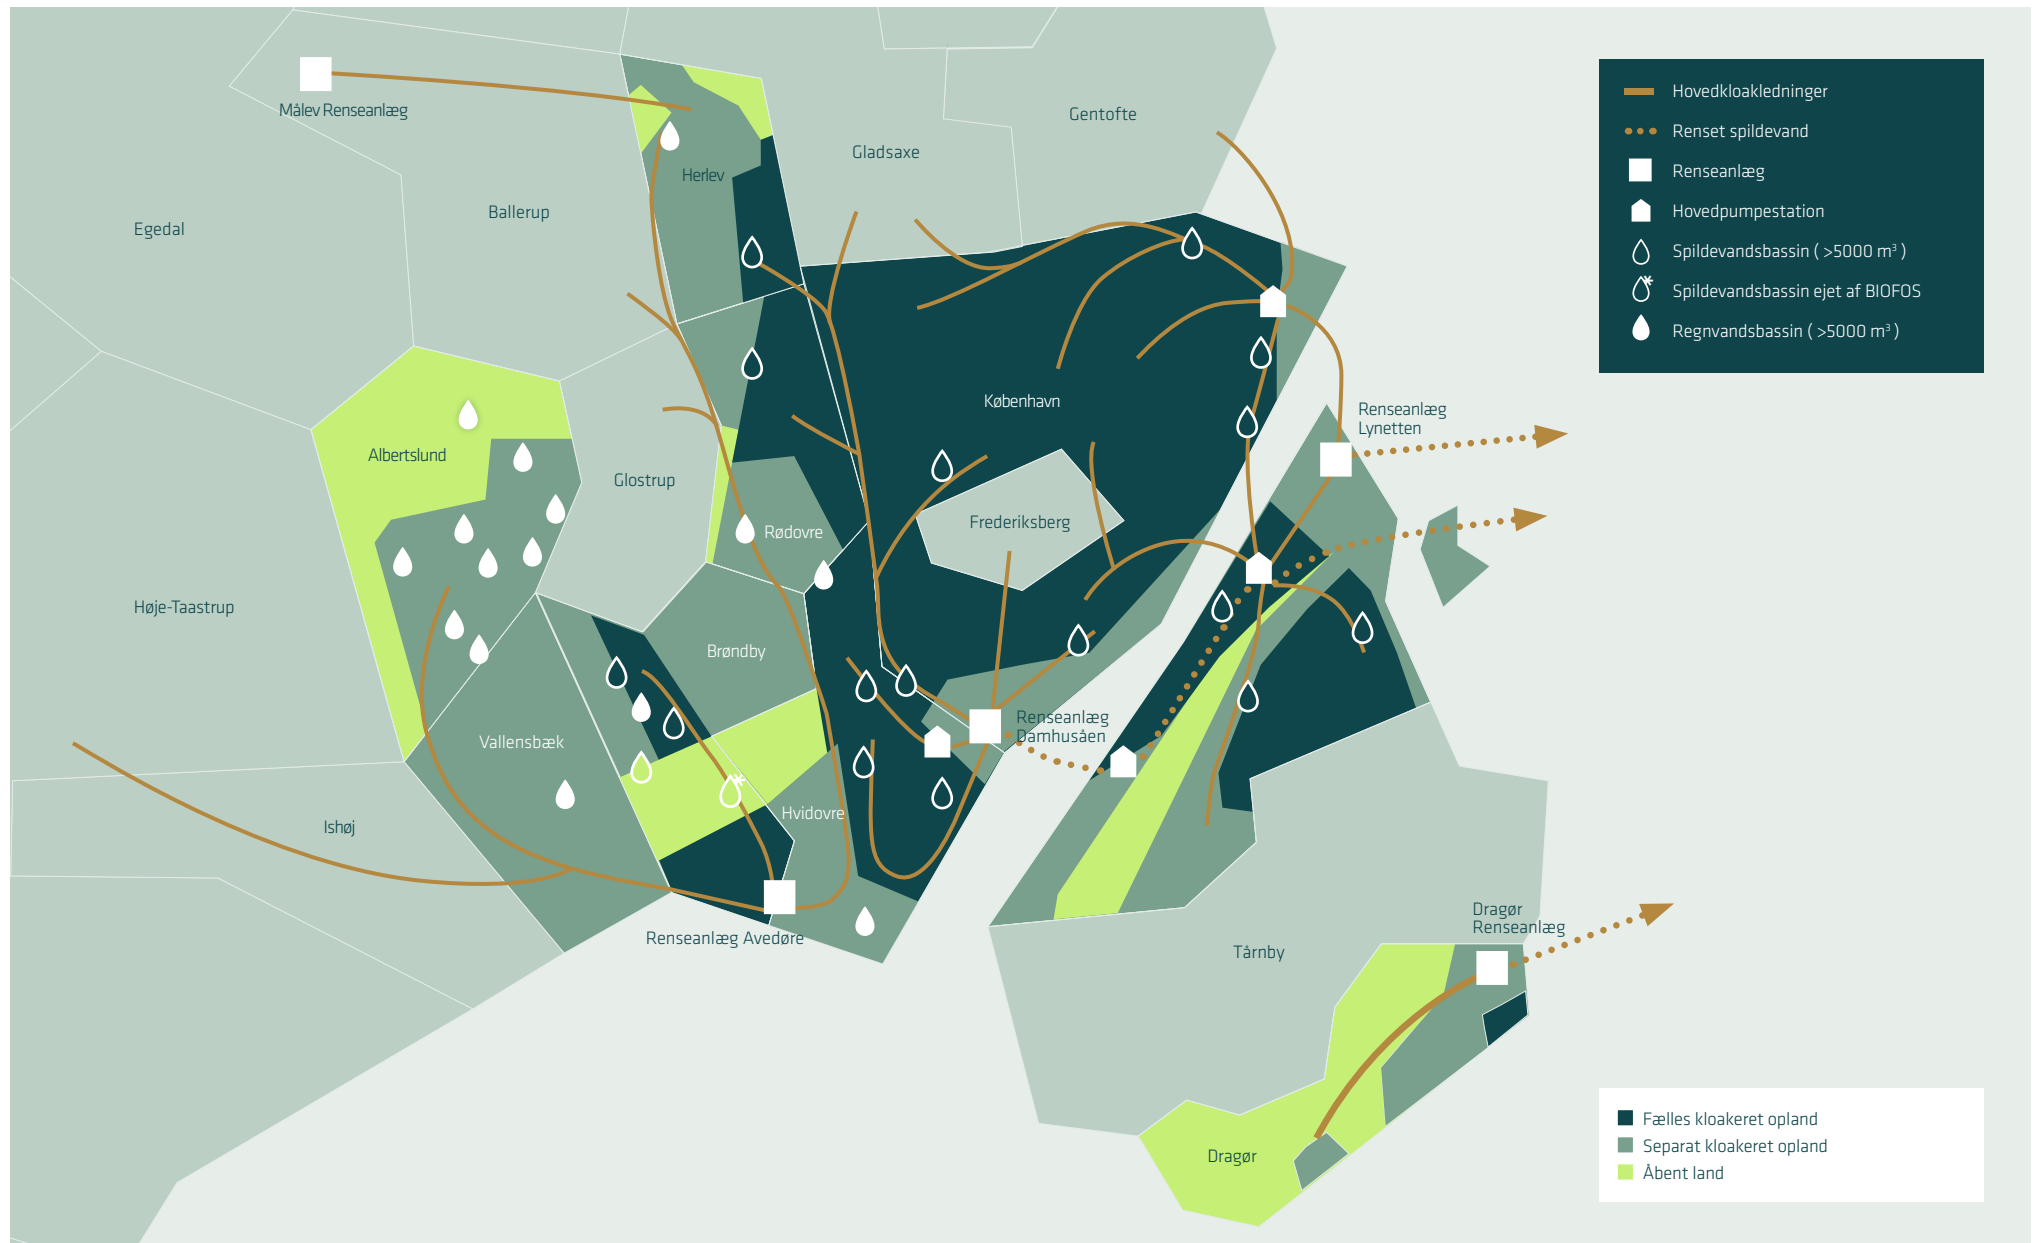 Målev Renseanlæg
Egedal
Ballerup
Herlev
Gladsaxe
Gentofte
Albertslund
Glostrup
København
Frederiksberg
Rødovre
Høje-Taastrup
Brøndby
Vallensbæk
Hvidovre
Ishøj
Renseanlæg
Lynetten
Renseanlæg
Damhusåen
Renseanlæg Avedøre
Tårnby
Dragør
Renseanlæg
Dragør
Hovedkloakledninger
Renset spildevand
Renseanlæg
Hovedpumpestation
Spildevandsbassin ( >5000 m³ )
Spildevandsbassin ejet af BIOFOS
Regnvandsbassin ( >5000 m³ )
Fælles kloakeret opland
Separat kloakeret opland
Åbent land